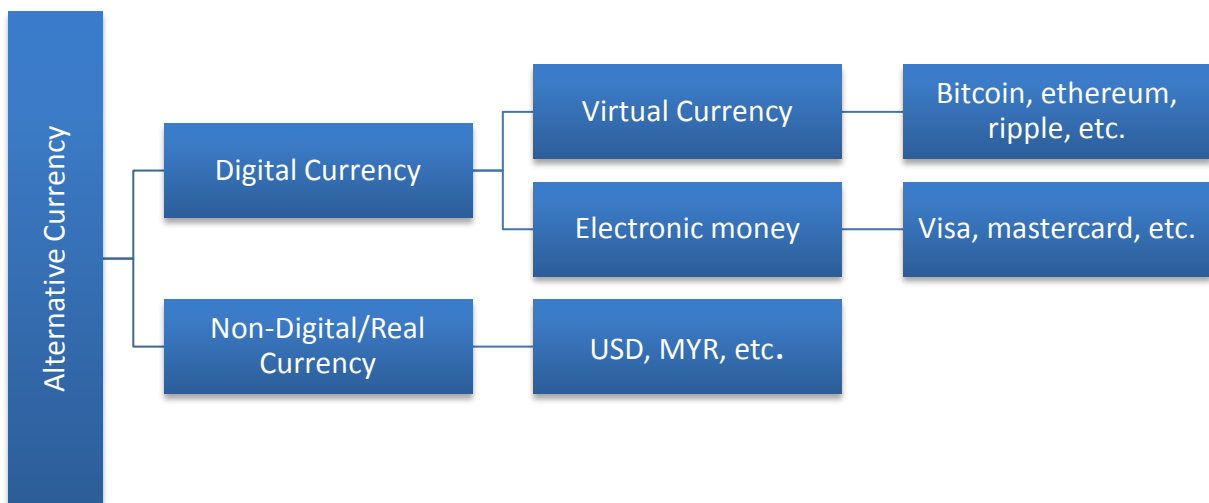 Alternative Currency
Digital Currency
Virtual Currency
Bitcoin, ethereum,
ripple, etc.
Electronic money
Visa, mastercard, etc.
Non-Digital/Real
Currency
USD, MYR, etc.